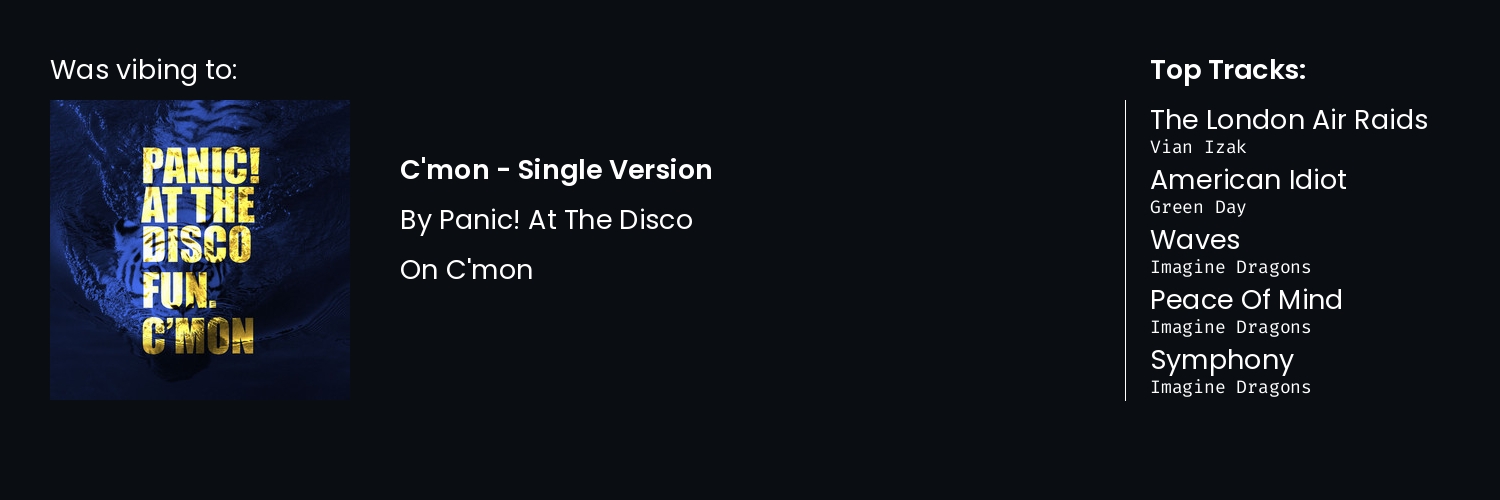 Was vibing to:
PANIC!
AT THE
DISCO
FUN.
C'MON
C'mon - Single Version
By Panic! At The Disco
On C'mon
Top Tracks:
The London Air Raids
Vian Izak
American Idiot
Green Day
Waves
Imagine Dragons
Peace Of Mind
Imagine Dragons
Symphony
Imagine Dragons